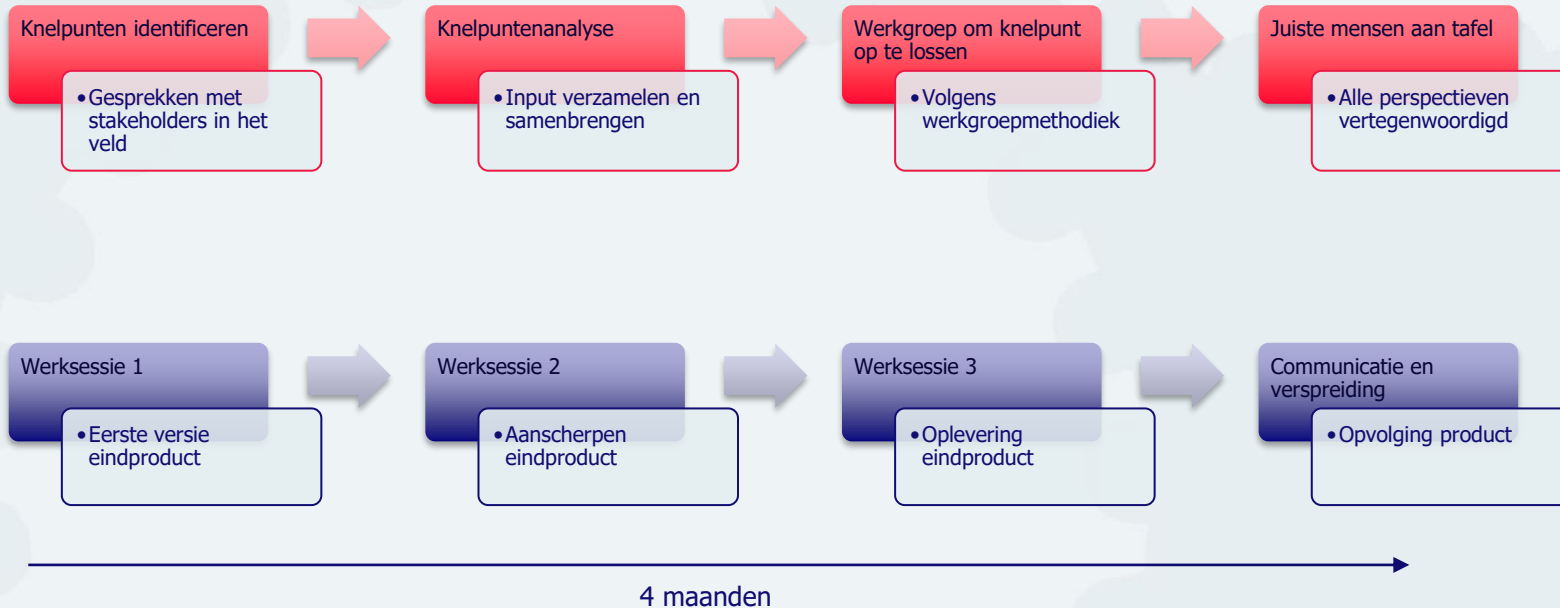 Knelpunten identificeren
•Gesprekken met
stakeholders in het
veld
Knelpuntenanalyse
•Input verzamelen en
samenbrengen
Werkgroep om knelpunt
op te lossen
•Volgens
werkgroepmethodiek
Juiste mensen aan tafel
•Alle perspectieven
vertegenwoordigd
Werksessie 1
•Eerste versie
eindproduct
Werksessie 2
•Aanscherpen
eindproduct
Werksessie 3
•Oplevering
eindproduct
Communicatie en
verspreiding
•Opvolging product
4 maanden